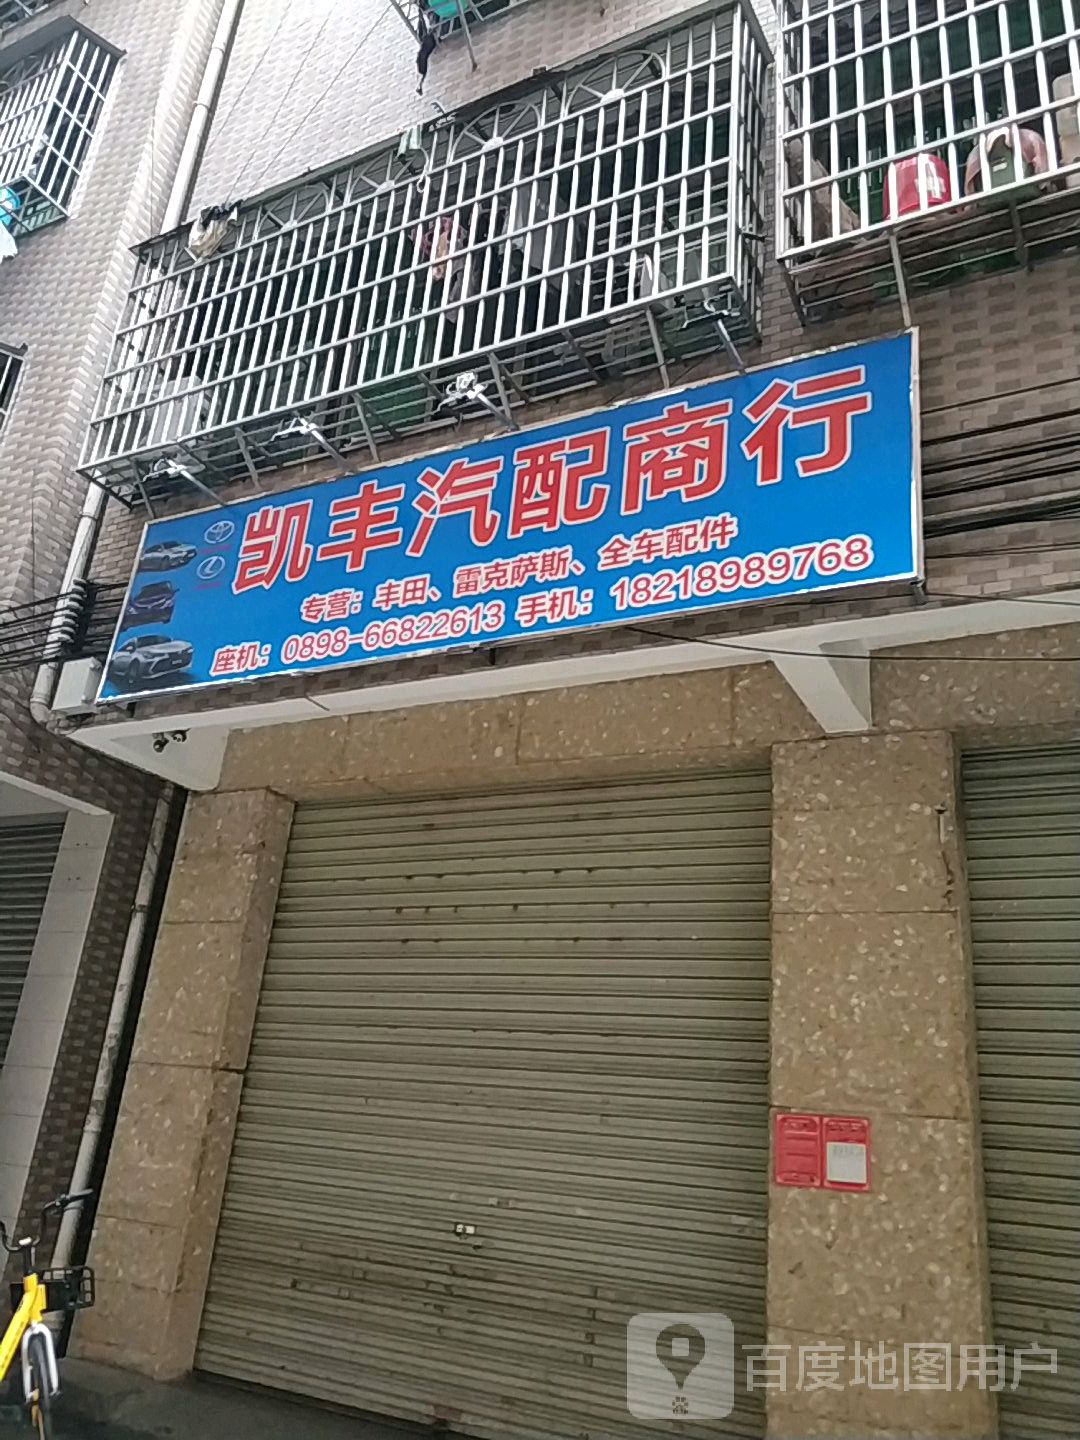 凯丰汽配商行
专营：丰田、雷克萨斯、全车配件
座机：0898-66822613 手机：18218989768
百度地图用户